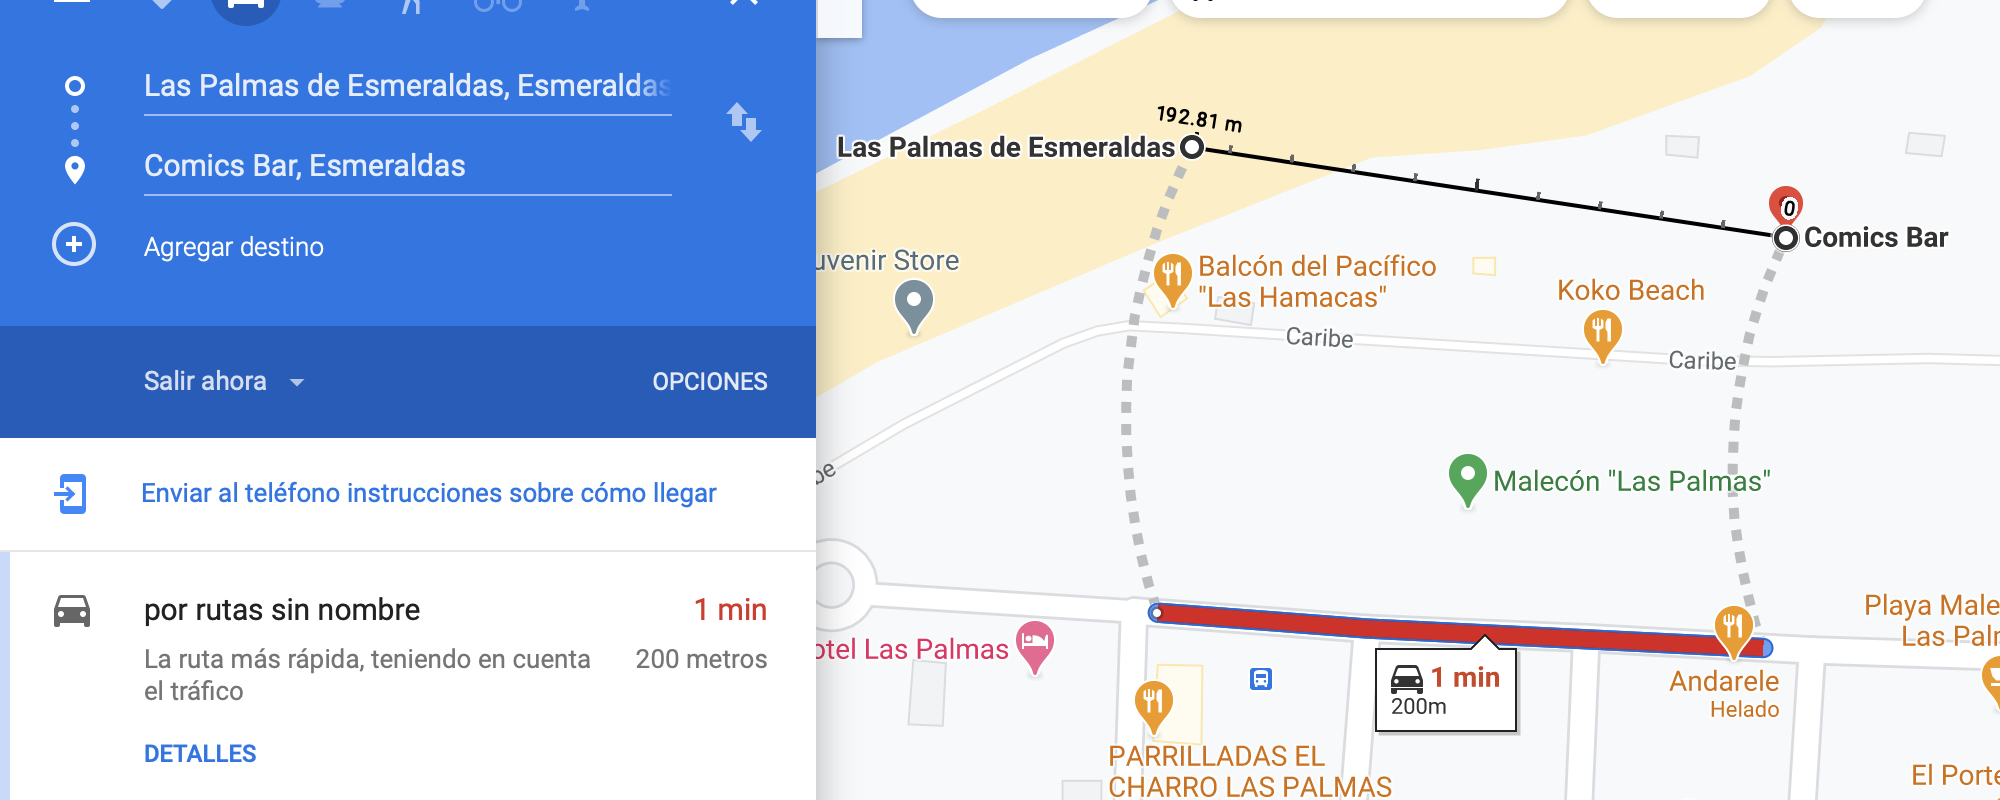 Las Palmas de Esmeraldas, Esmeraldas
Comics Bar, Esmeraldas
Agregar destino
Salir ahora
OPCIONES
Enviar al teléfono instrucciones sobre cómo llegar
por rutas sin nombre
1 min
La ruta más rápida, teniendo en cuenta
el tráfico
200 metros
DETALLES
192.81 m
Las Palmas de Esmeraldas
0
Comics Bar
uvenir Store
Balcón del Pacífico
"Las Hamacas"
Koko Beach
Caribe
Caribe
be
Malecón "Las Palmas"
otel Las Palmas
Playa Male
Las Paln
1 min
200m
Andarele
Helado
PARRILLADAS EL
CHARRO LAS PALMAS
El Porte